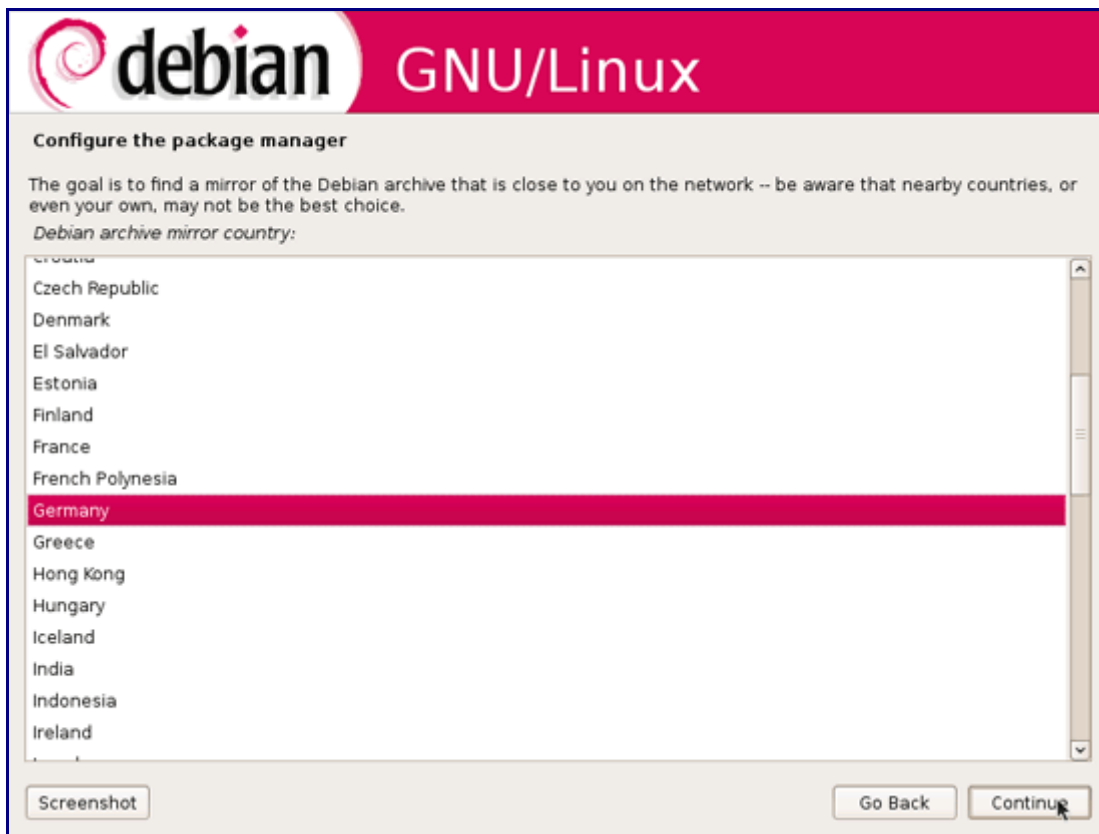 debian GNU/Linux
Configure the package manager
The goal is to find a mirror of the Debian archive that is close to you on the network -- be aware that nearby countries, or
even your own, may not be the best choice.
Debian archive mirror country:
Croatia
Czech Republic
Denmark
El Salvador
Estonia
Finland
France
French Polynesia
Germany
Greece
Hong Kong
Hungary
Iceland
India
Indonesia
Ireland
Screenshot Go Back Continue